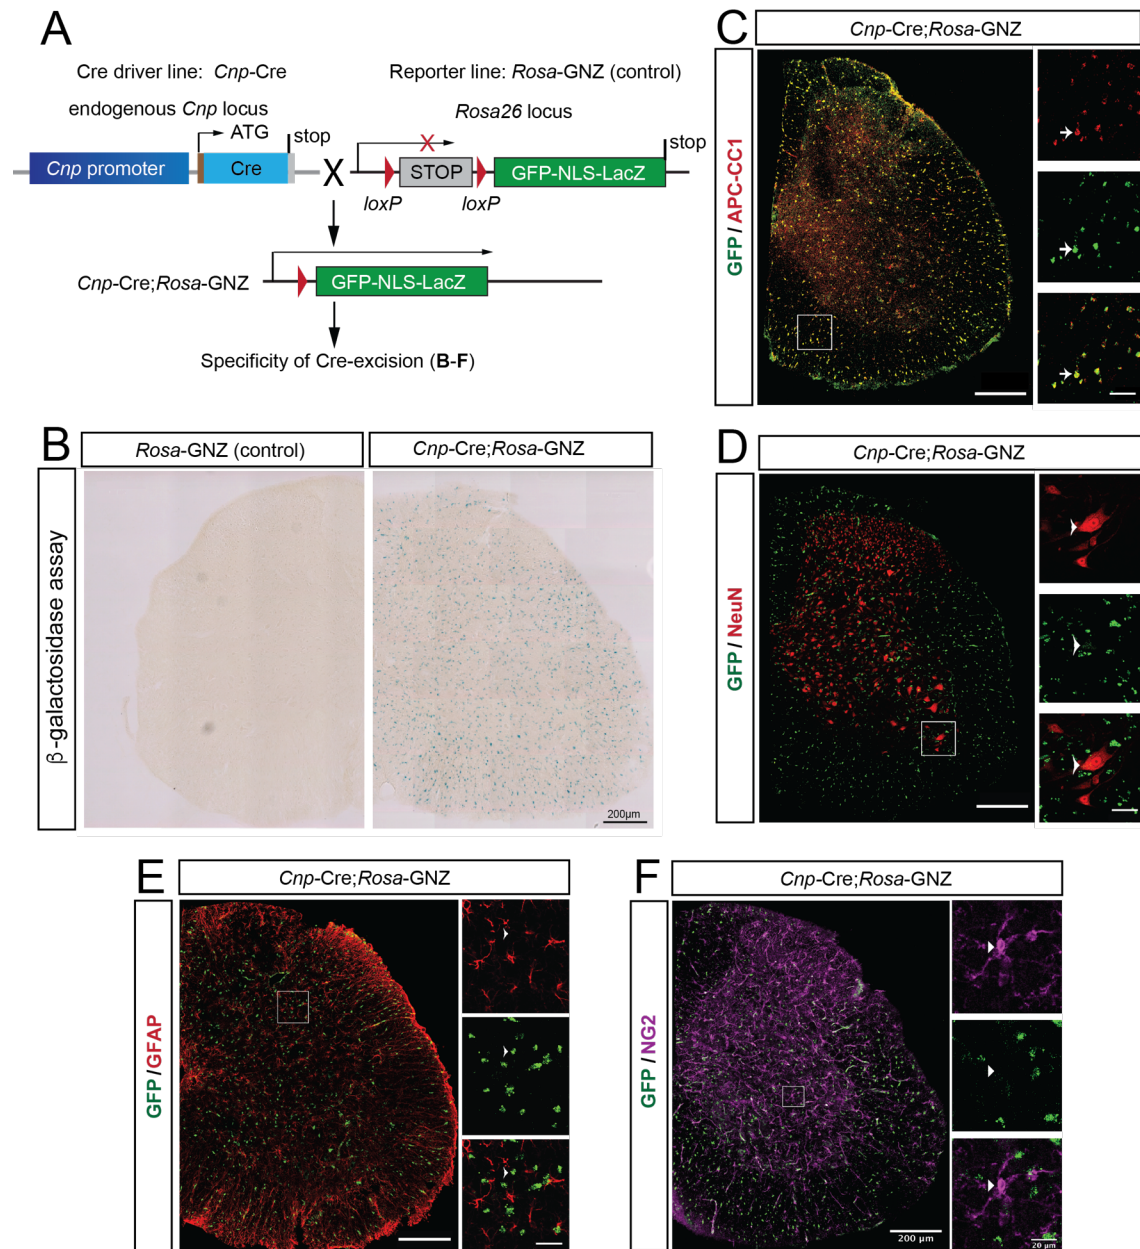 A
Cre driver line: Cnp-Cre
endogenous Cnp locus
ATG
stop
Cnp promoter
Cre
X
Reporter line: Rosa-GNZ (control)
Rosa26 locus
X
stop
STOP
GFP-NLS-LacZ
loxP
loxP
Cnp-Cre;Rosa-GNZ
GFP-NLS-LacZ
Specificity of Cre-excision (B-F)
B
Rosa-GNZ (control)
Cnp-Cre;Rosa-GNZ
β-galactosidase assay
200µm
C
Cnp-Cre;Rosa-GNZ
GFP / APC-CC1
D
Cnp-Cre;Rosa-GNZ
GFP / NeuN
E
Cnp-Cre;Rosa-GNZ
GFP / GFAP
F
Cnp-Cre;Rosa-GNZ
GFP / NG2
200 µm
20 µm